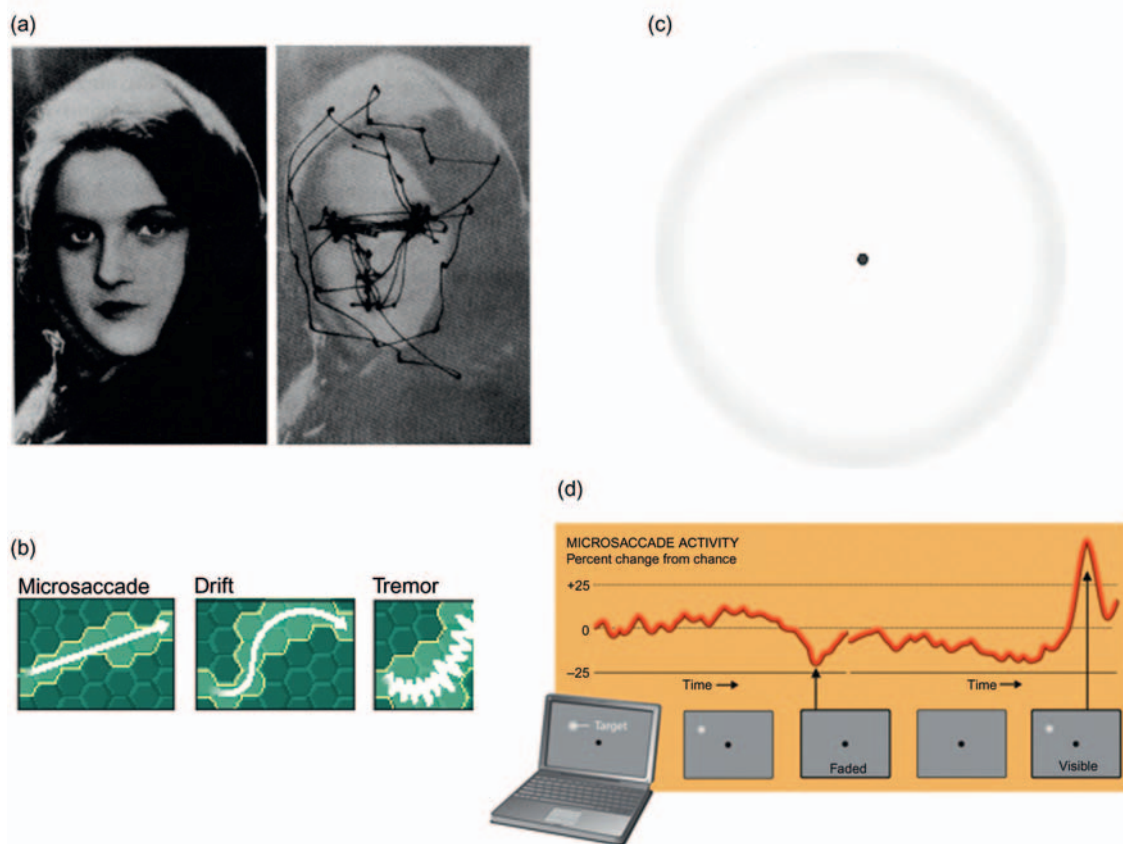 (a)
(c)
(b)
Microsaccade
Drift
Tremor
(d)
MICROSACCADE ACTIVITY
Percent change from chance
+25
0
–25
Time →
Time →
Target
Faded
Visible